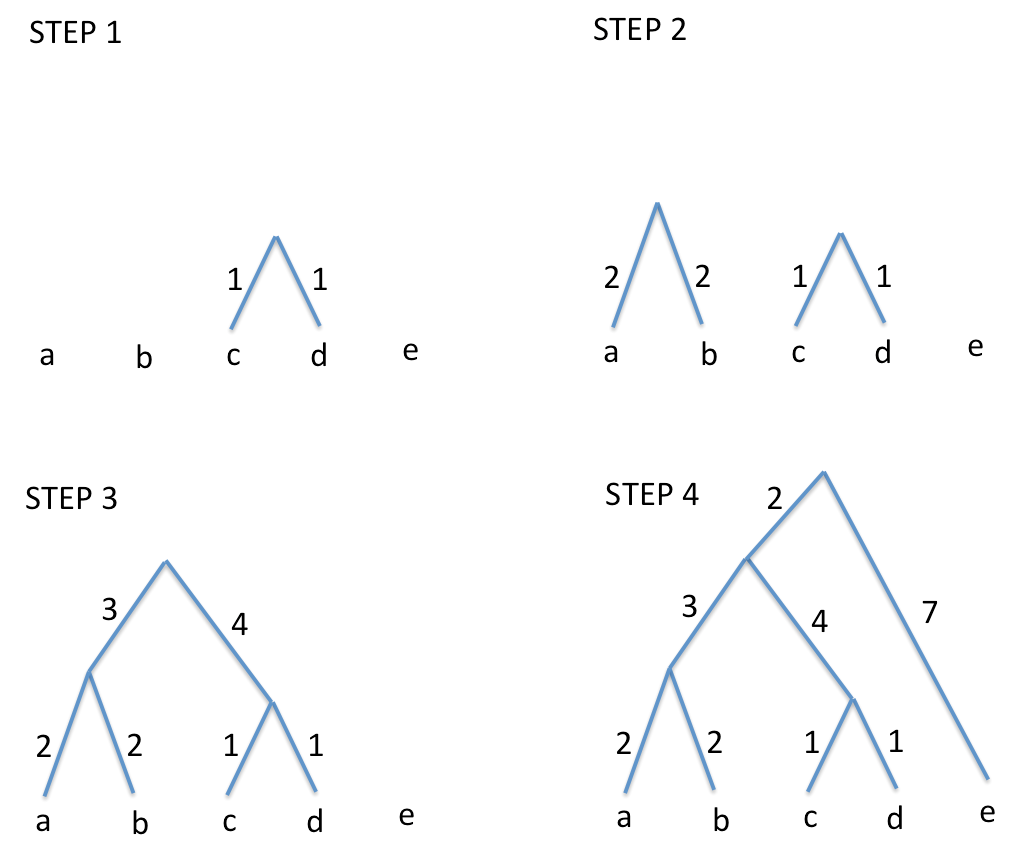 STEP 1
1 1
a b c d e
STEP 2
2 2 1 1
a b c d e
STEP 3
3 4
2 2 1 1
a b c d e
STEP 4
2
3 4 7
2 2 1 1
a b c d e